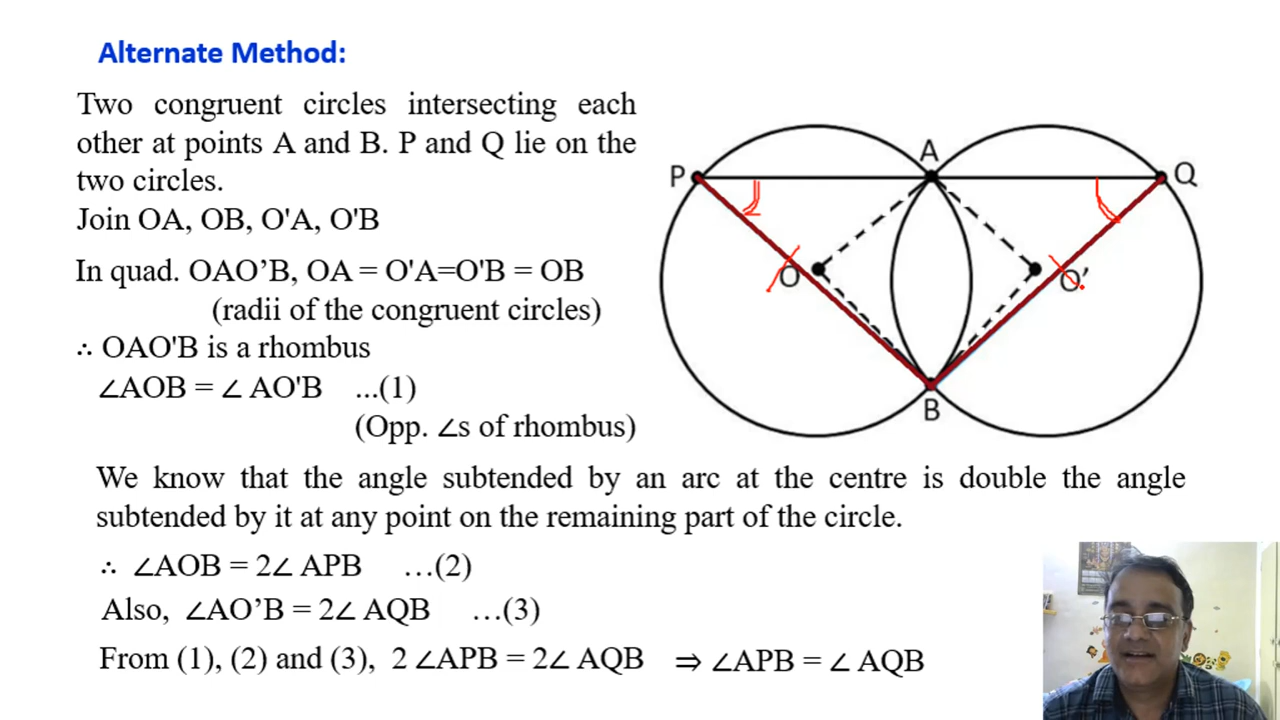 Alternate Method:
Two congruent circles intersecting each
other at points A and B. P and Q lie on the
two circles.
Join OA, OB, O'A, O'B
In quad. OAO’B, OA = O'A=O'B = OB
(radii of the congruent circles)
∴ OAO'B is a rhombus
∠AOB = ∠ AO'B ...(1)
(Opp. ∠s of rhombus)
A
P
Q
O
O'
B
We know that the angle subtended by an arc at the centre is double the angle
subtended by it at any point on the remaining part of the circle.
∴ ∠AOB = 2∠ APB …(2)
Also, ∠AO’B = 2∠ AQB …(3)
From (1), (2) and (3), 2 ∠APB = 2∠ AQB ⇒ ∠APB = ∠ AQB